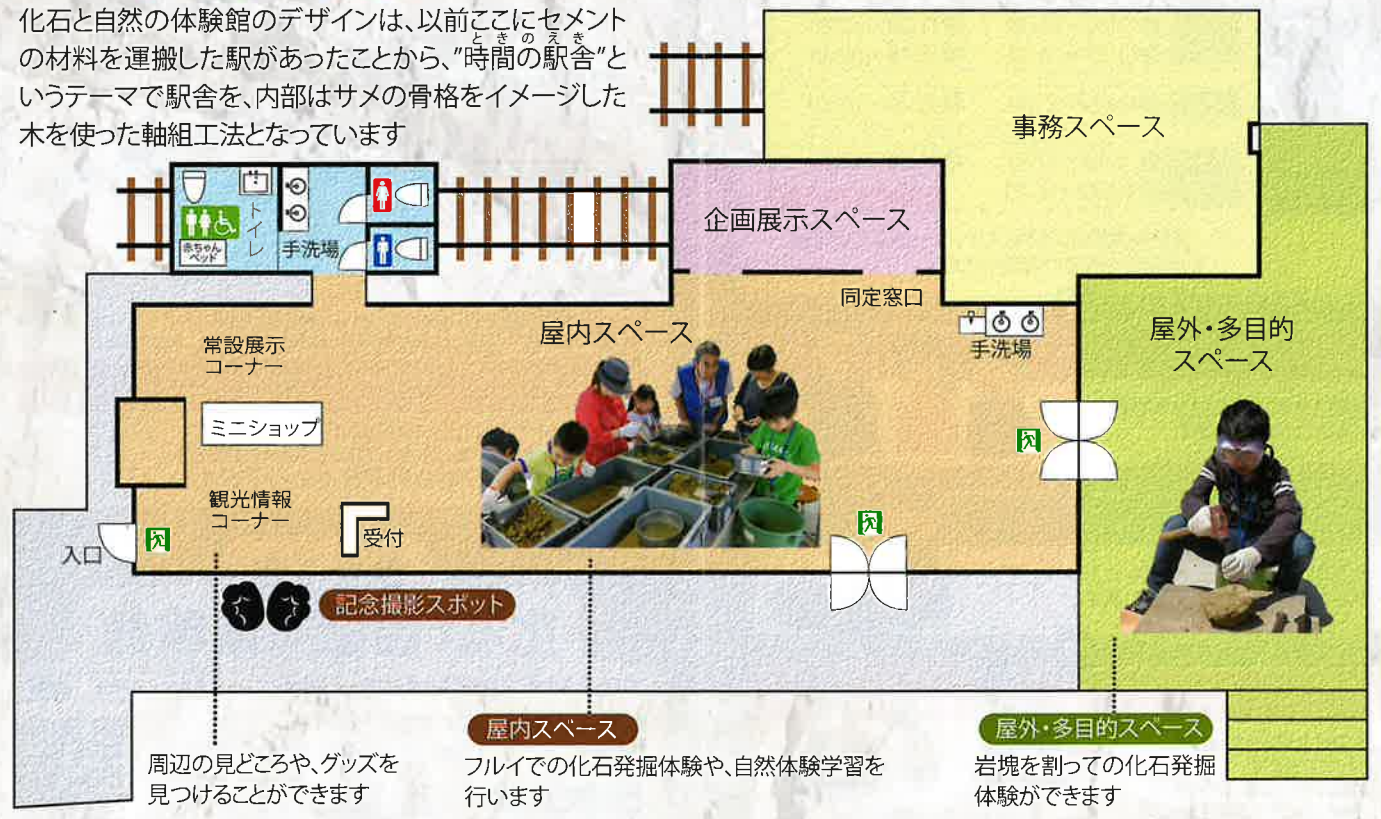 化石と自然の体験館のデザインは、以前ここにセメント
の材料を運搬した駅があったことから、"時間の駅舎"と
ときのえき
いうテーマで駅舎を、内部はサメの骨格をイメージした
木を使った軸組工法となっています
事務スペース
企画展示スペース
トイレ
赤ちゃん
ベッド
手洗場
同定窓口
手洗場
屋内スペース
屋外・多目的
スペース
常設展示
コーナー
ミニショップ
観光情報
コーナー
受付
入口
記念撮影スポット
周辺の見どころや、グッズを
見つけることができます
屋内スペース
フルイでの化石発掘体験や、自然体験学習を
行います
屋外・多目的スペース
岩塊を割っての化石発掘
体験ができます